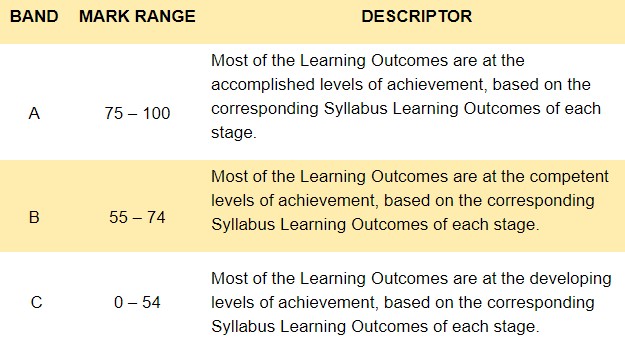 BAND MARK RANGE DESCRIPTOR
Most of the Learning Outcomes are at the
accomplished levels of achievement, based on the
A 75 – 100 corresponding Syllabus Learning Outcomes of each
stage.
Most of the Learning Outcomes are at the competent
levels of achievement, based on the corresponding
B 55 – 74 Syllabus Learning Outcomes of each stage.
Most of the Learning Outcomes are at the developing
C 0 – 54 levels of achievement, based on the corresponding
Syllabus Learning Outcomes of each stage.